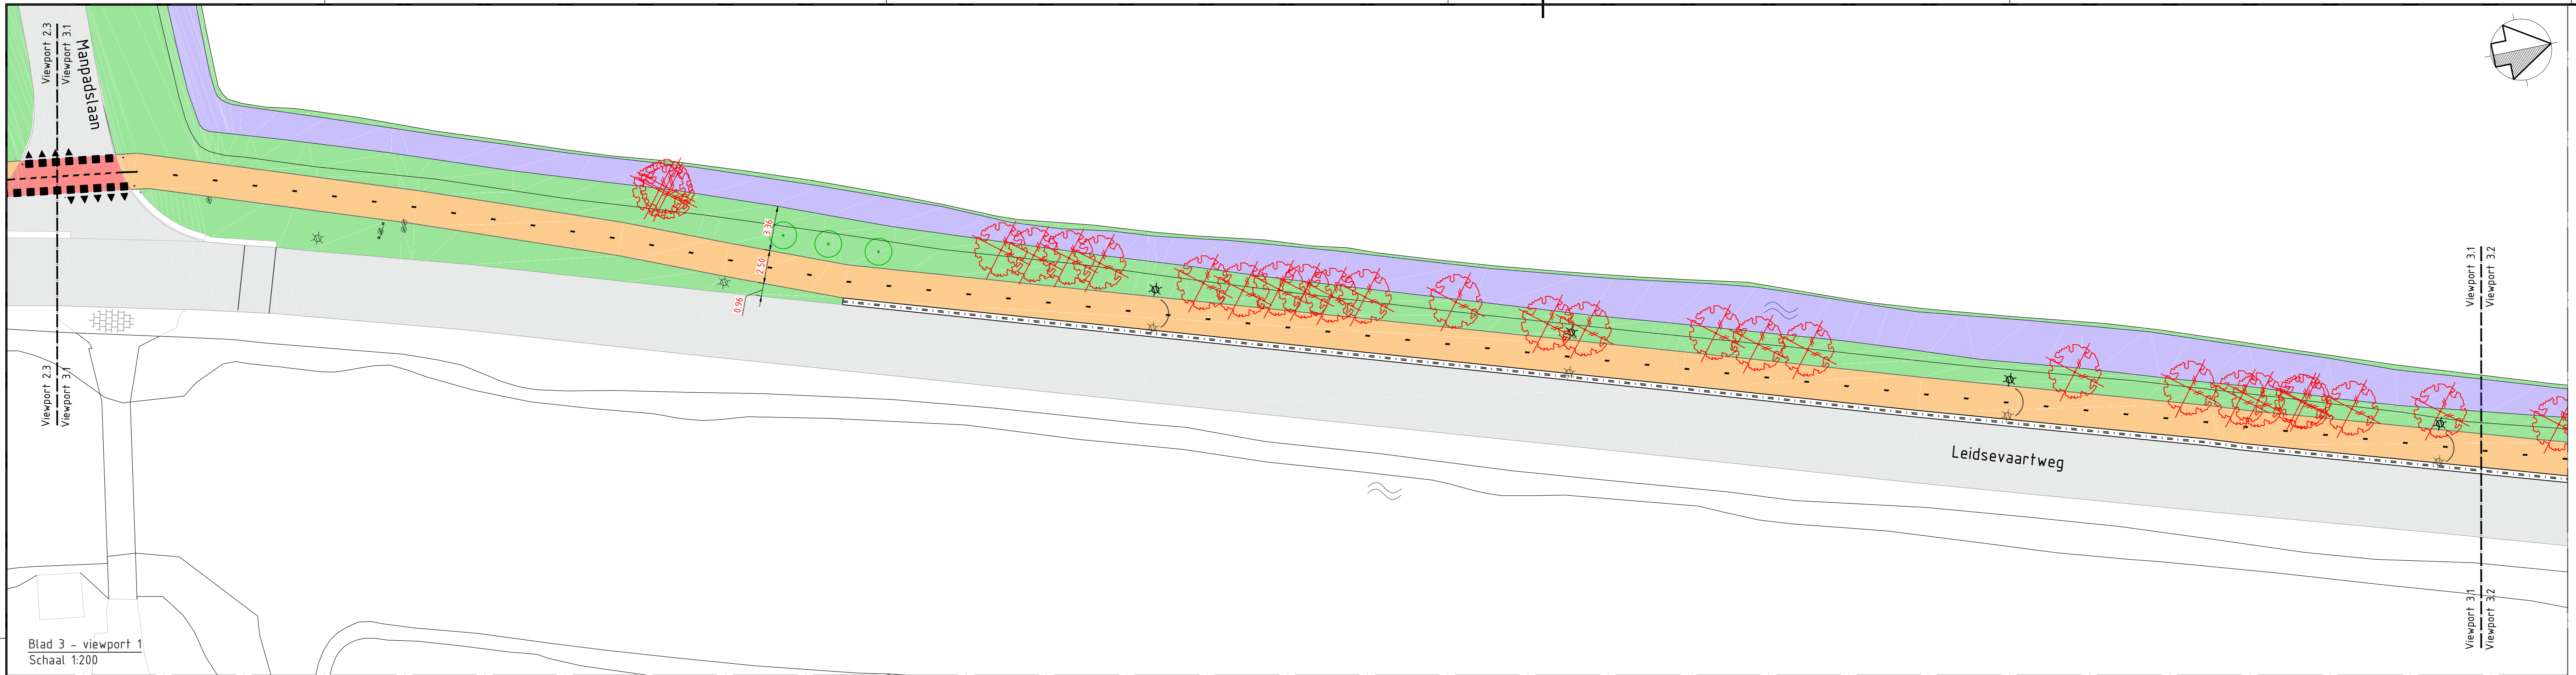 Viewport 2.3
Viewport 3.1
Manpadslaan
3.36
2.50
0.96
Viewport 3.1
Viewport 3.2
Viewport 2.3
Viewport 3.1
Leidsevaartweg
Viewport 3.1
Viewport 3.2
Blad 3 - viewport 1
Schaal 1:200